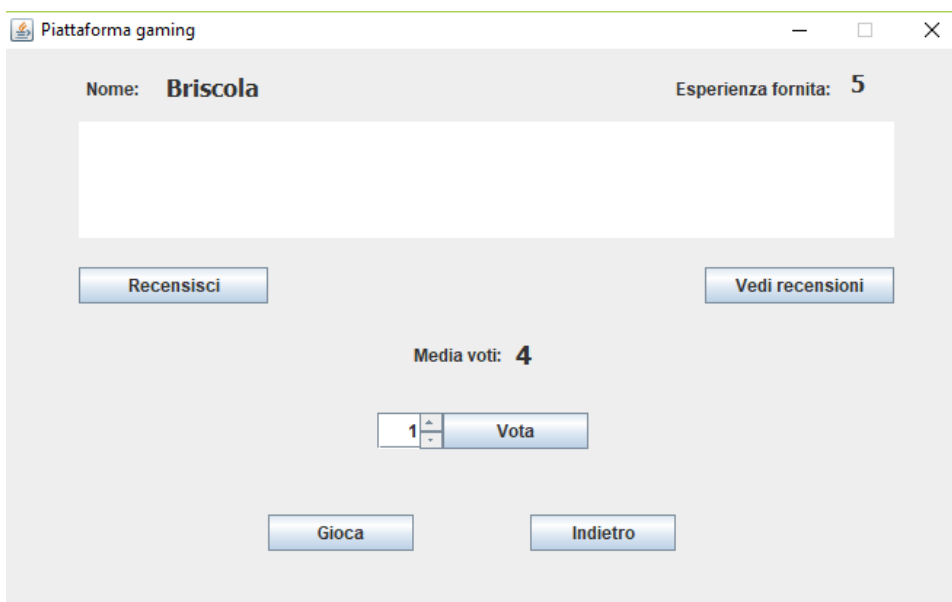 Piattaforma gaming
Nome: Briscola Esperienza fornita: 5
Recensisci Vedi recensioni
Media voti: 4
1 Vota
Gioca Indietro